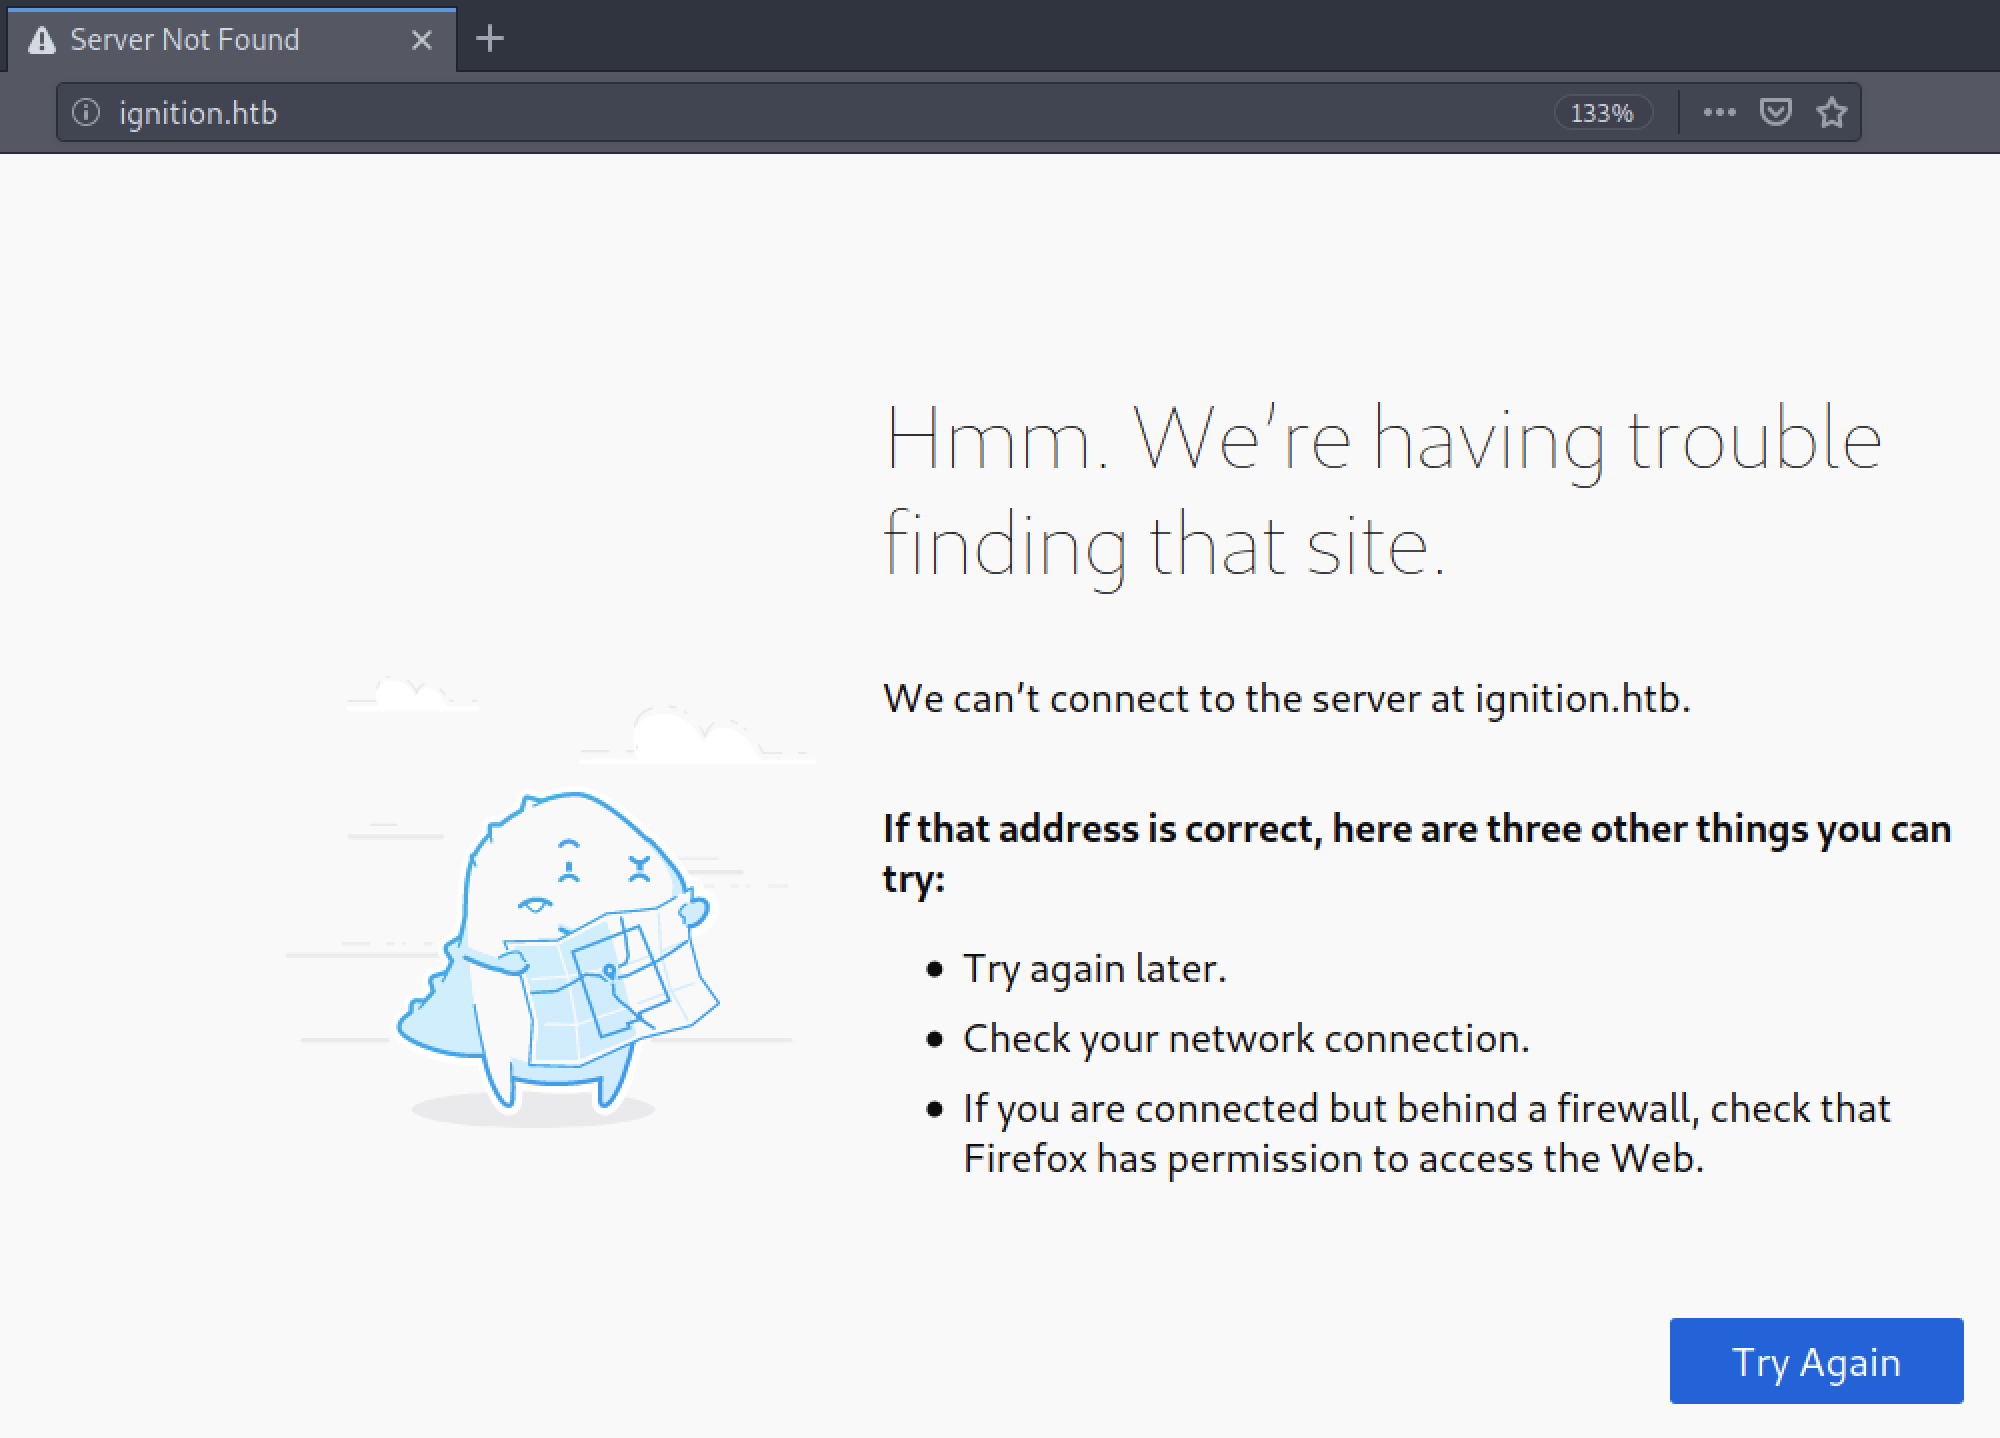 Server Not Found
ignition.htb
133%
Hmm. We’re having trouble
finding that site.
We can’t connect to the server at ignition.htb.
If that address is correct, here are three other things you can
try:
Try again later.
Check your network connection.
If you are connected but behind a firewall, check that
Firefox has permission to access the Web.
Try Again